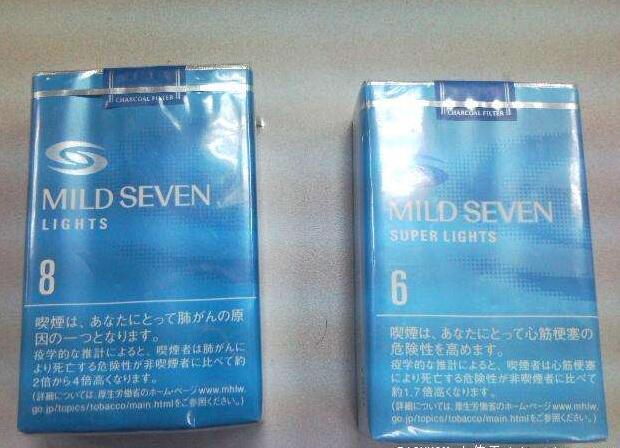 CHARCOAL FILTER
MILD SEVEN
LIGHTS
8
喫煙は、あなたにとって肺がんの原
因の一つとなります。
疫学的な推計によると、喫煙者は肺がんに
より死亡する危険性が非喫煙者に比べて約
2倍から4倍高くなります。
(詳細については、厚生労働省のホーム・ページwww.mhlw.
go.jp/topics/tobacco/main.htmlをご参照ください。)
CHARCOAL FILTER
MILD SEVEN
SUPER LIGHTS
6
喫煙は、あなたにとって心筋梗塞の
危険性を高めます。
疫学的な推計によると、喫煙者は心筋梗塞
により死亡する危険性が非喫煙者に比べて
約1.7倍高くなります。
(詳細については、厚生労働省のホーム・ページwww.mhlw.
go.jp/topics/tobacco/main.htmlをご参照ください。)